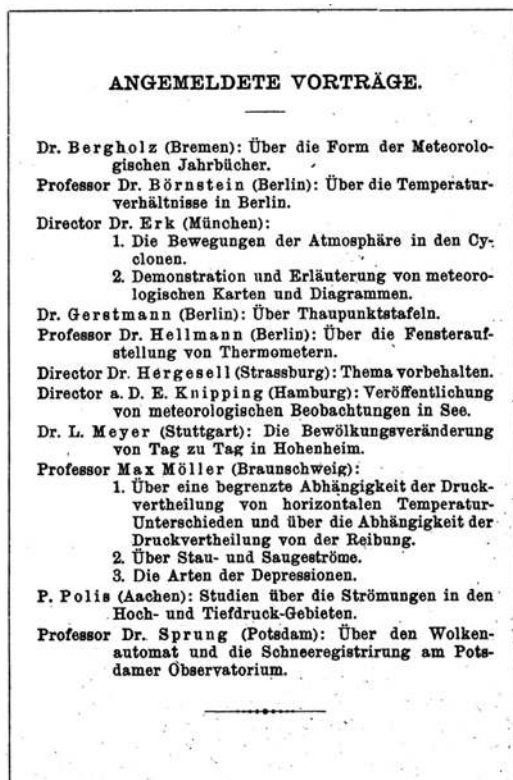 ANGEMELDETE VORTRÄGE.
Dr. Bergholz (Bremen): Über die Form der Meteorolo-
gischen Jahrbücher.
Professor Dr. Börnstein (Berlin): Über die Temperatur-
verhältnisse in Berlin.
Director Dr. Erk (München):
1. Die Bewegungen der Atmosphäre in den Cy-
clonen.
2. Demonstration und Erläuterung von meteoro-
logischen Karten und Diagrammen.
Dr. Gerstmann (Berlin): Über Thaupunktstafeln.
Professor Dr. Hellmann (Berlin): Über die Fensterauf-
stellung von Thermometern.
Director Dr. Hergesell (Strassburg): Thema vorbehalten.
Director a. D. E. Knipping (Hamburg): Veröffentlichung
von meteorologischen Beobachtungen in See.
Dr. L. Meyer (Stuttgart): Die Bewölkungsveränderung
von Tag zu Tag in Hohenheim.
Professor Max Möller (Braunschweig):
1. Über eine begrenzte Abhängigkeit der Druck-
vertheilung von horizontalen Temperatur-
Unterschieden und über die Abhängigkeit der
Druckvertheilung von der Reibung.
2. Über Stau- und Saugeströme.
3. Die Arten der Depressionen.
P. Polis (Aachen): Studien über die Strömungen in den
Hoch- und Tiefdruck-Gebieten.
Professor Dr. Sprung (Potsdam): Über den Wolken-
automat und die Schneeregistrirung am Pots-
damer Observatorium.